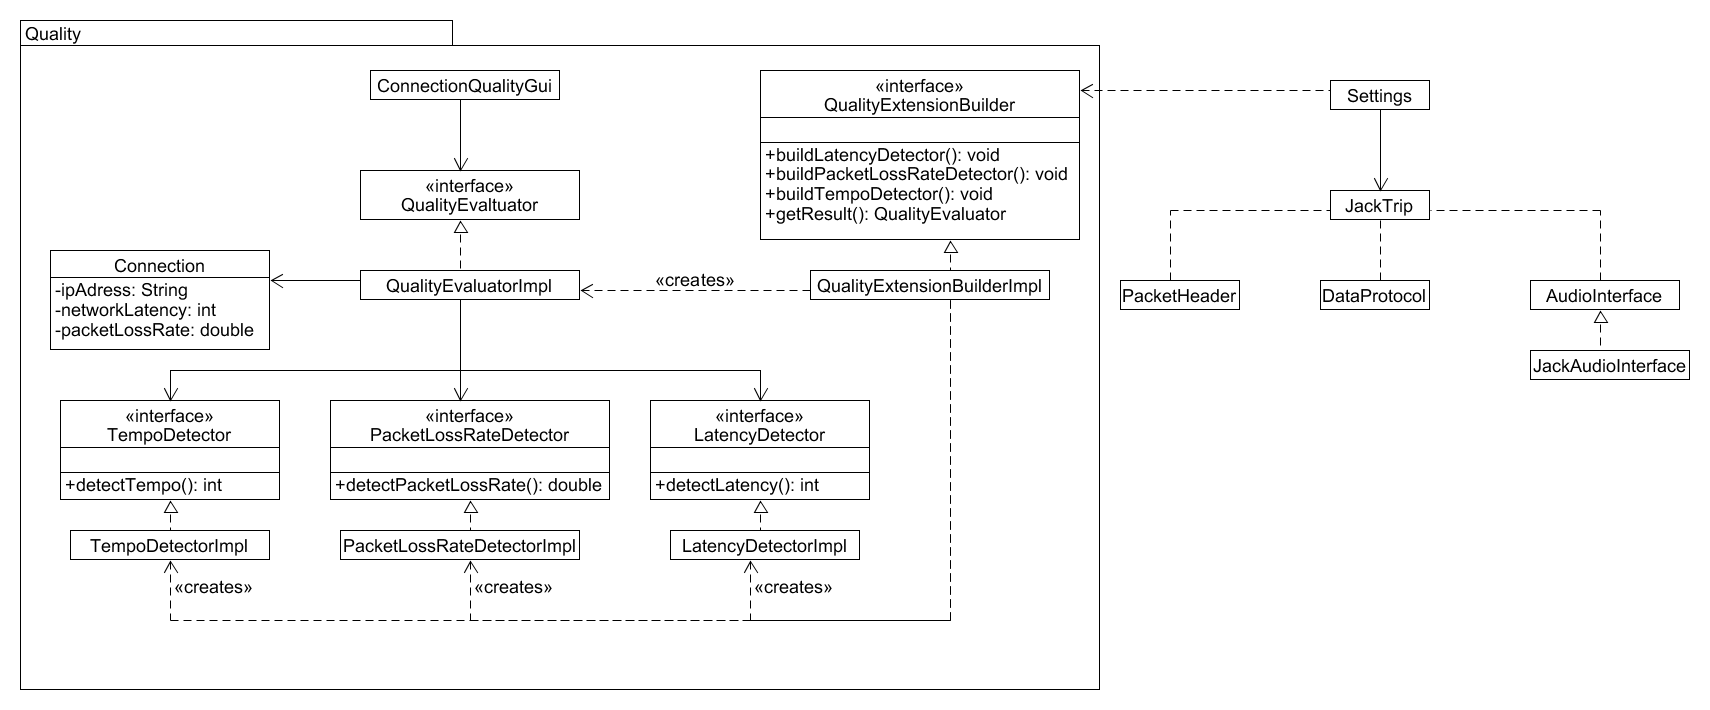 Quality
ConnectionQualityGui
«interface»
QualityEvaltuator
Connection
-ipAdress: String
-networkLatency: int
-packetLossRate: double
QualityEvaluatorImpl
«creates»
«interface»
QualityExtensionBuilder
+buildLatencyDetector(): void
+buildPacketLossRateDetector(): void
+buildTempoDetector(): void
+getResult(): QualityEvaluator
QualityExtensionBuilderImpl
«interface»
TempoDetector
+detectTempo(): int
TempoDetectorImpl
«creates»
«interface»
PacketLossRateDetector
+detectPacketLossRate(): double
PacketLossRateDetectorImpl
«creates»
«interface»
LatencyDetector
+detectLatency(): int
LatencyDetectorImpl
«creates»
Settings
JackTrip
PacketHeader
DataProtocol
AudioInterface
JackAudioInterface